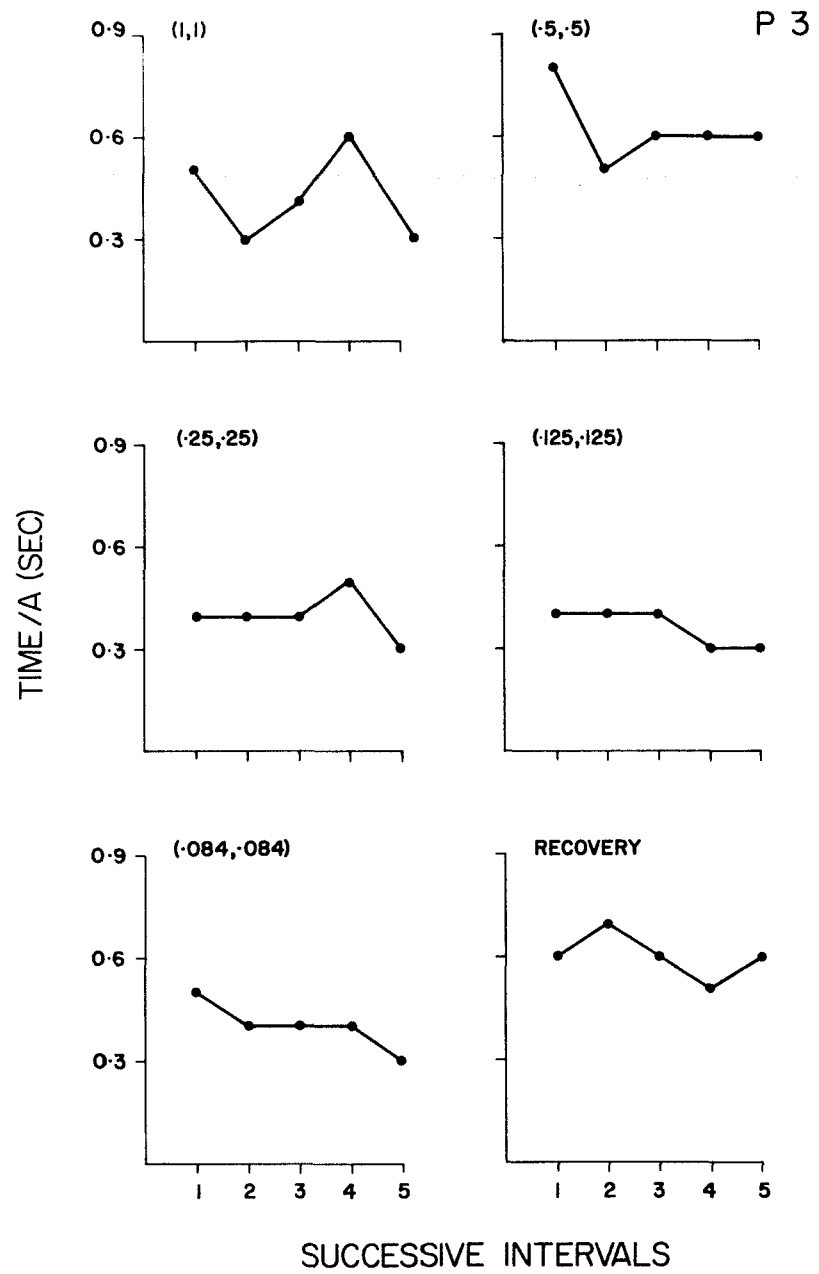 P 3
(1,1)
0·9
0·6
0·3
(·5,·5)
(·25,·25)
0·9
0·6
0·3
(·125,·125)
TIME/A (SEC)
(·084,·084)
0·9
0·6
0·3
RECOVERY
1 2 3 4 5
1 2 3 4 5
SUCCESSIVE INTERVALS